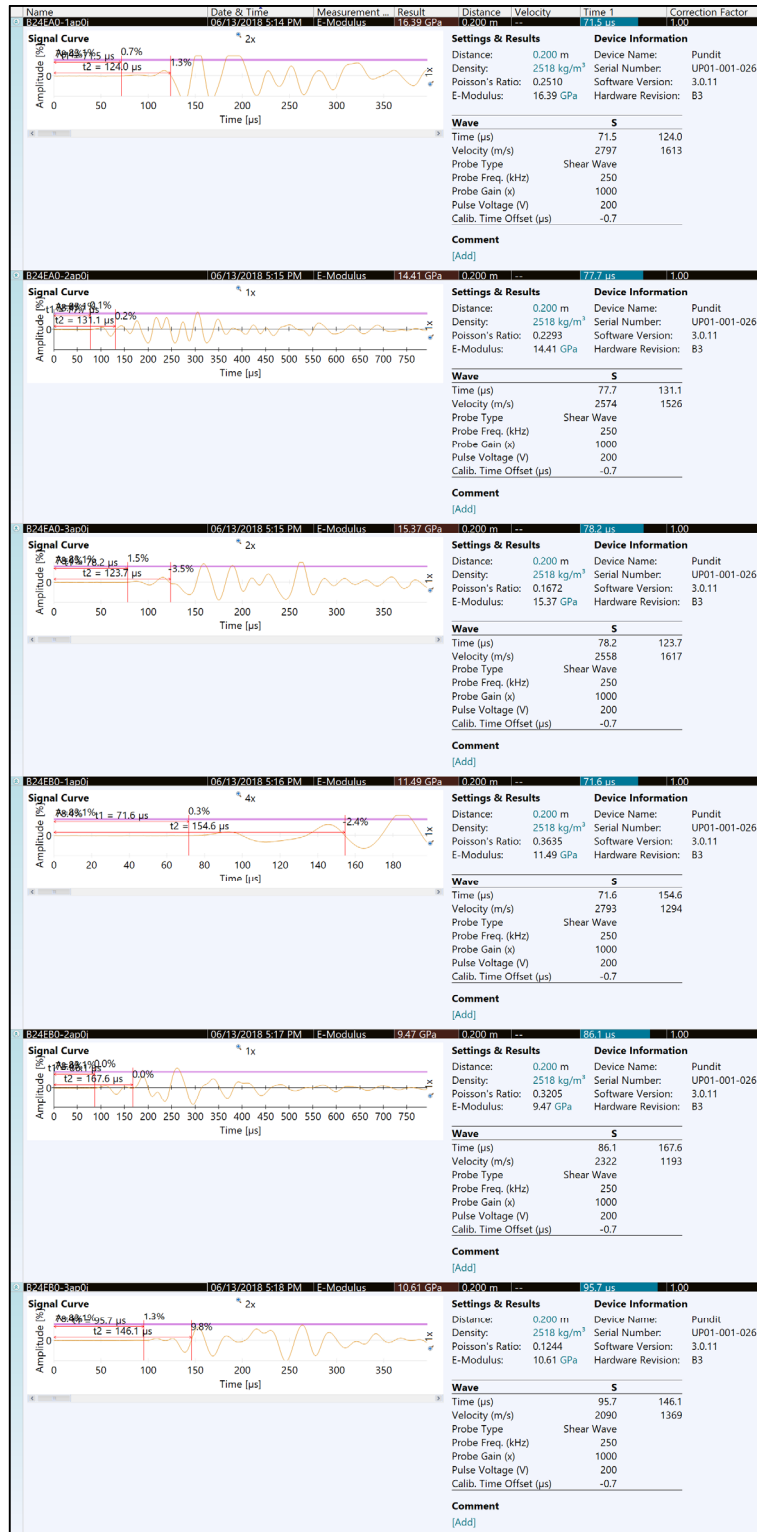 Name Date & Time Measurement ... Result Distance Velocity Time 1 Correction Factor
B24EA0-1ap0j 06/13/2018 5:14 PM E-Modulus 16.39 GPa 0.200 m -- 71.5 µs 1.00
Signal Curve 2x Settings & Results Device Information
0.7% Distance: 0.200 m Device Name: Pundit
t2 = 124.0 µs 1.3% Density: 2518 kg/m³ Serial Number: UP01-001-026
Amplitude [%] 0 1x Poisson's Ratio: 0.2510 Software Version: 3.0.11
0 50 100 150 200 250 300 350 E-Modulus: 16.39 GPa Hardware Revision: B3
Time [µs]
Wave S
Time (µs) 71.5 124.0
Velocity (m/s) 2797 1613
Probe Type Shear Wave
Probe Freq. (kHz) 250
Probe Gain (x) 1000
Pulse Voltage (V) 200
Calib. Time Offset (µs) -0.7
Comment
[Add]
B24EA0-2ap0j 06/13/2018 5:15 PM E-Modulus 14.41 GPa 0.200 m -- 77.7 µs 1.00
Signal Curve 1x Settings & Results Device Information
0.1% Distance: 0.200 m Device Name: Pundit
t2 = 131.1 µs 0.2% Density: 2518 kg/m³ Serial Number: UP01-001-026
Amplitude [%] 0 1x Poisson's Ratio: 0.2293 Software Version: 3.0.11
0 50 100 150 200 250 300 350 400 450 500 550 600 650 700 750 E-Modulus: 14.41 GPa Hardware Revision: B3
Time [µs]
Wave S
Time (µs) 77.7 131.1
Velocity (m/s) 2574 1526
Probe Type Shear Wave
Probe Freq. (kHz) 250
Probe Gain (x) 1000
Pulse Voltage (V) 200
Calib. Time Offset (µs) -0.7
Comment
[Add]
B24EA0-3ap0j 06/13/2018 5:15 PM E-Modulus 15.37 GPa 0.200 m -- 78.2 µs 1.00
Signal Curve 2x Settings & Results Device Information
1.5% Distance: 0.200 m Device Name: Pundit
t2 = 123.7 µs -3.5% Density: 2518 kg/m³ Serial Number: UP01-001-026
Amplitude [%] 0 1x Poisson's Ratio: 0.1672 Software Version: 3.0.11
0 50 100 150 200 250 300 350 E-Modulus: 15.37 GPa Hardware Revision: B3
Time [µs]
Wave S
Time (µs) 78.2 123.7
Velocity (m/s) 2558 1617
Probe Type Shear Wave
Probe Freq. (kHz) 250
Probe Gain (x) 1000
Pulse Voltage (V) 200
Calib. Time Offset (µs) -0.7
Comment
[Add]
B24EB0-1ap0j 06/13/2018 5:16 PM E-Modulus 11.49 GPa 0.200 m -- 71.6 µs 1.00
Signal Curve 4x Settings & Results Device Information
t1 = 71.6 µs 0.3% Distance: 0.200 m Device Name: Pundit
t2 = 154.6 µs -2.4% Density: 2518 kg/m³ Serial Number: UP01-001-026
Amplitude [%] 0 1x Poisson's Ratio: 0.3635 Software Version: 3.0.11
0 20 40 60 80 100 120 140 160 180 E-Modulus: 11.49 GPa Hardware Revision: B3
Time [µs]
Wave S
Time (µs) 71.6 154.6
Velocity (m/s) 2793 1294
Probe Type Shear Wave
Probe Freq. (kHz) 250
Probe Gain (x) 1000
Pulse Voltage (V) 200
Calib. Time Offset (µs) -0.7
Comment
[Add]
B24EB0-2ap0j 06/13/2018 5:17 PM E-Modulus 9.47 GPa 0.200 m -- 86.1 µs 1.00
Signal Curve 1x Settings & Results Device Information
0.0% Distance: 0.200 m Device Name: Pundit
t2 = 167.6 µs 0.0% Density: 2518 kg/m³ Serial Number: UP01-001-026
Amplitude [%] 0 1x Poisson's Ratio: 0.3205 Software Version: 3.0.11
0 50 100 150 200 250 300 350 400 450 500 550 600 650 700 750 E-Modulus: 9.47 GPa Hardware Revision: B3
Time [µs]
Wave S
Time (µs) 86.1 167.6
Velocity (m/s) 2322 1193
Probe Type Shear Wave
Probe Freq. (kHz) 250
Probe Gain (x) 1000
Pulse Voltage (V) 200
Calib. Time Offset (µs) -0.7
Comment
[Add]
B24EB0-3ap0j 06/13/2018 5:18 PM E-Modulus 10.61 GPa 0.200 m -- 95.7 µs 1.00
Signal Curve 2x Settings & Results Device Information
1.3% Distance: 0.200 m Device Name: Pundit
t2 = 146.1 µs 9.8% Density: 2518 kg/m³ Serial Number: UP01-001-026
Amplitude [%] 0 1x Poisson's Ratio: 0.1244 Software Version: 3.0.11
0 50 100 150 200 250 300 350 E-Modulus: 10.61 GPa Hardware Revision: B3
Time [µs]
Wave S
Time (µs) 95.7 146.1
Velocity (m/s) 2090 1369
Probe Type Shear Wave
Probe Freq. (kHz) 250
Probe Gain (x) 1000
Pulse Voltage (V) 200
Calib. Time Offset (µs) -0.7
Comment
[Add]